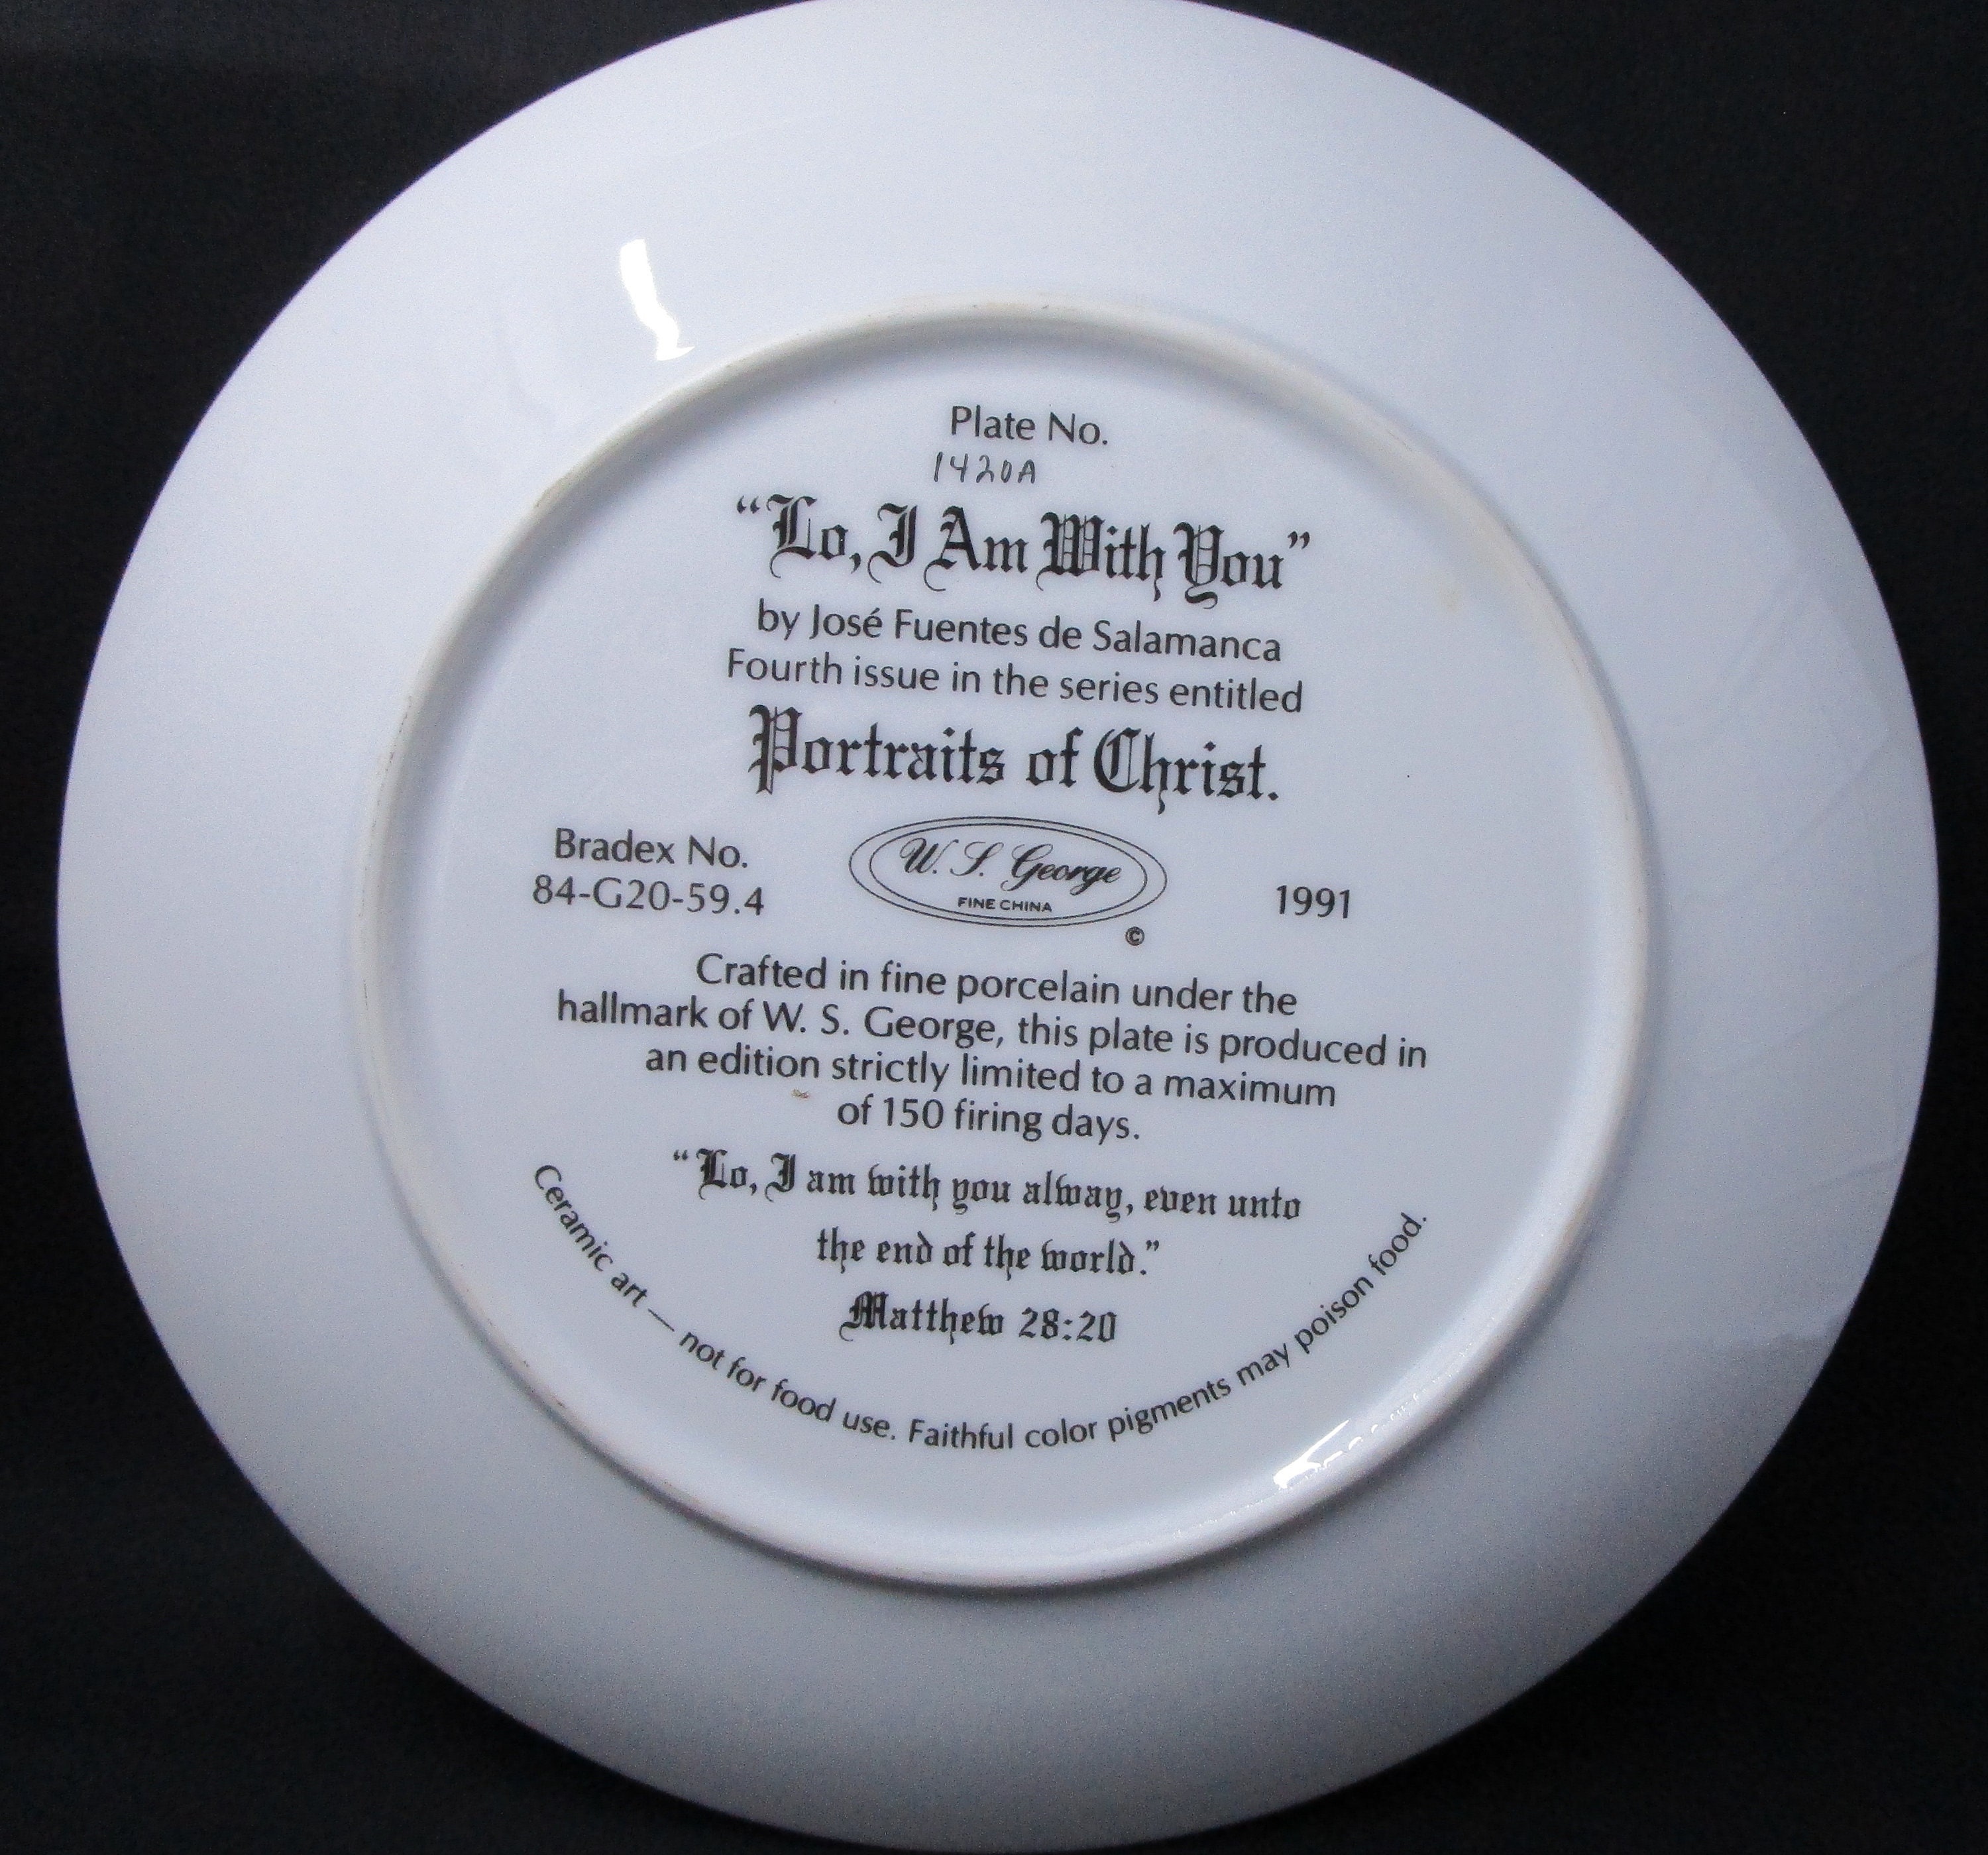 Plate No.
1420A
“Lo, I Am With You”
by José Fuentes de Salamanca
Fourth issue in the series entitled
Portraits of Christ.
Bradex No.
84-G20-59.4
W. S. George
FINE CHINA
©
1991
Crafted in fine porcelain under the
hallmark of W. S. George, this plate is produced in
an edition strictly limited to a maximum
of 150 firing days.
“Lo, I am with you alway, even unto
the end of the world.”
Matthew 28:20
Ceramic art — not for food use. Faithful color pigments may poison food.